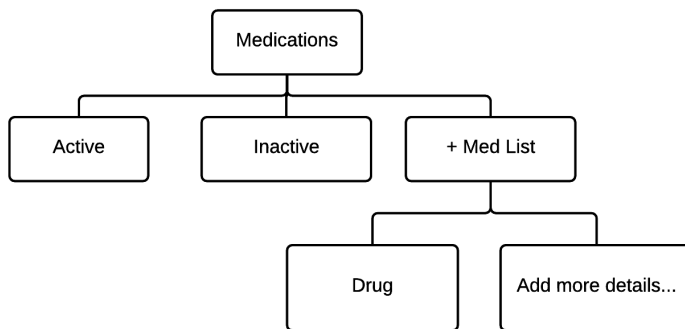 Medications
Active
Inactive
+ Med List
Drug
Add more details...